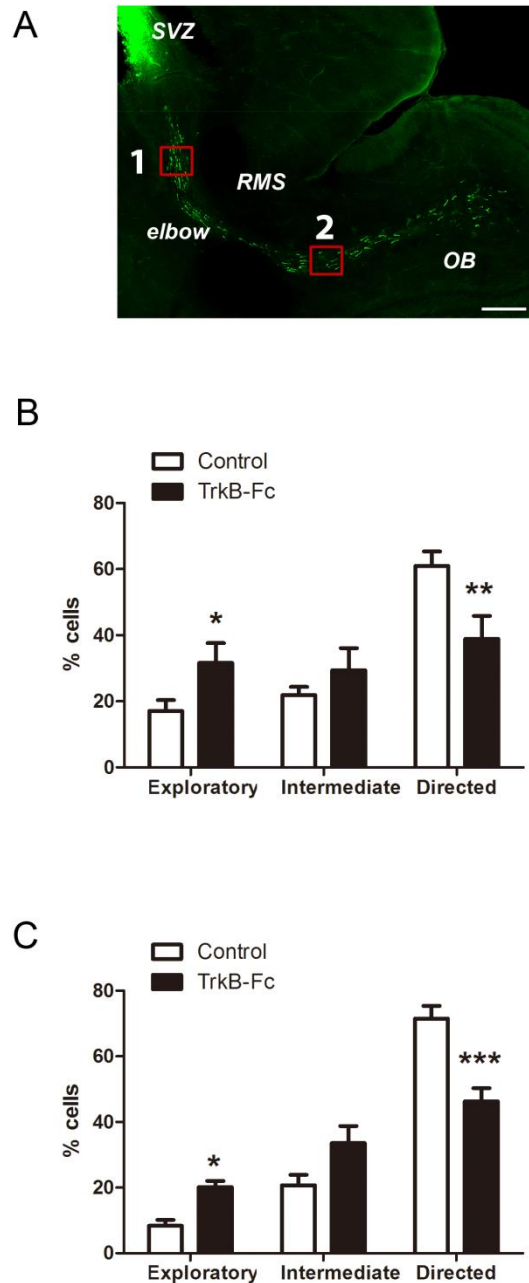 A
SVZ
1
RMS
2
elbow
OB
B
Control
TrkB-Fc
80
60
40
20
0
% cells
*
**
Exploratory Intermediate Directed
C
Control
TrkB-Fc
80
60
40
20
0
% cells
*
***
Exploratory Intermediate Directed